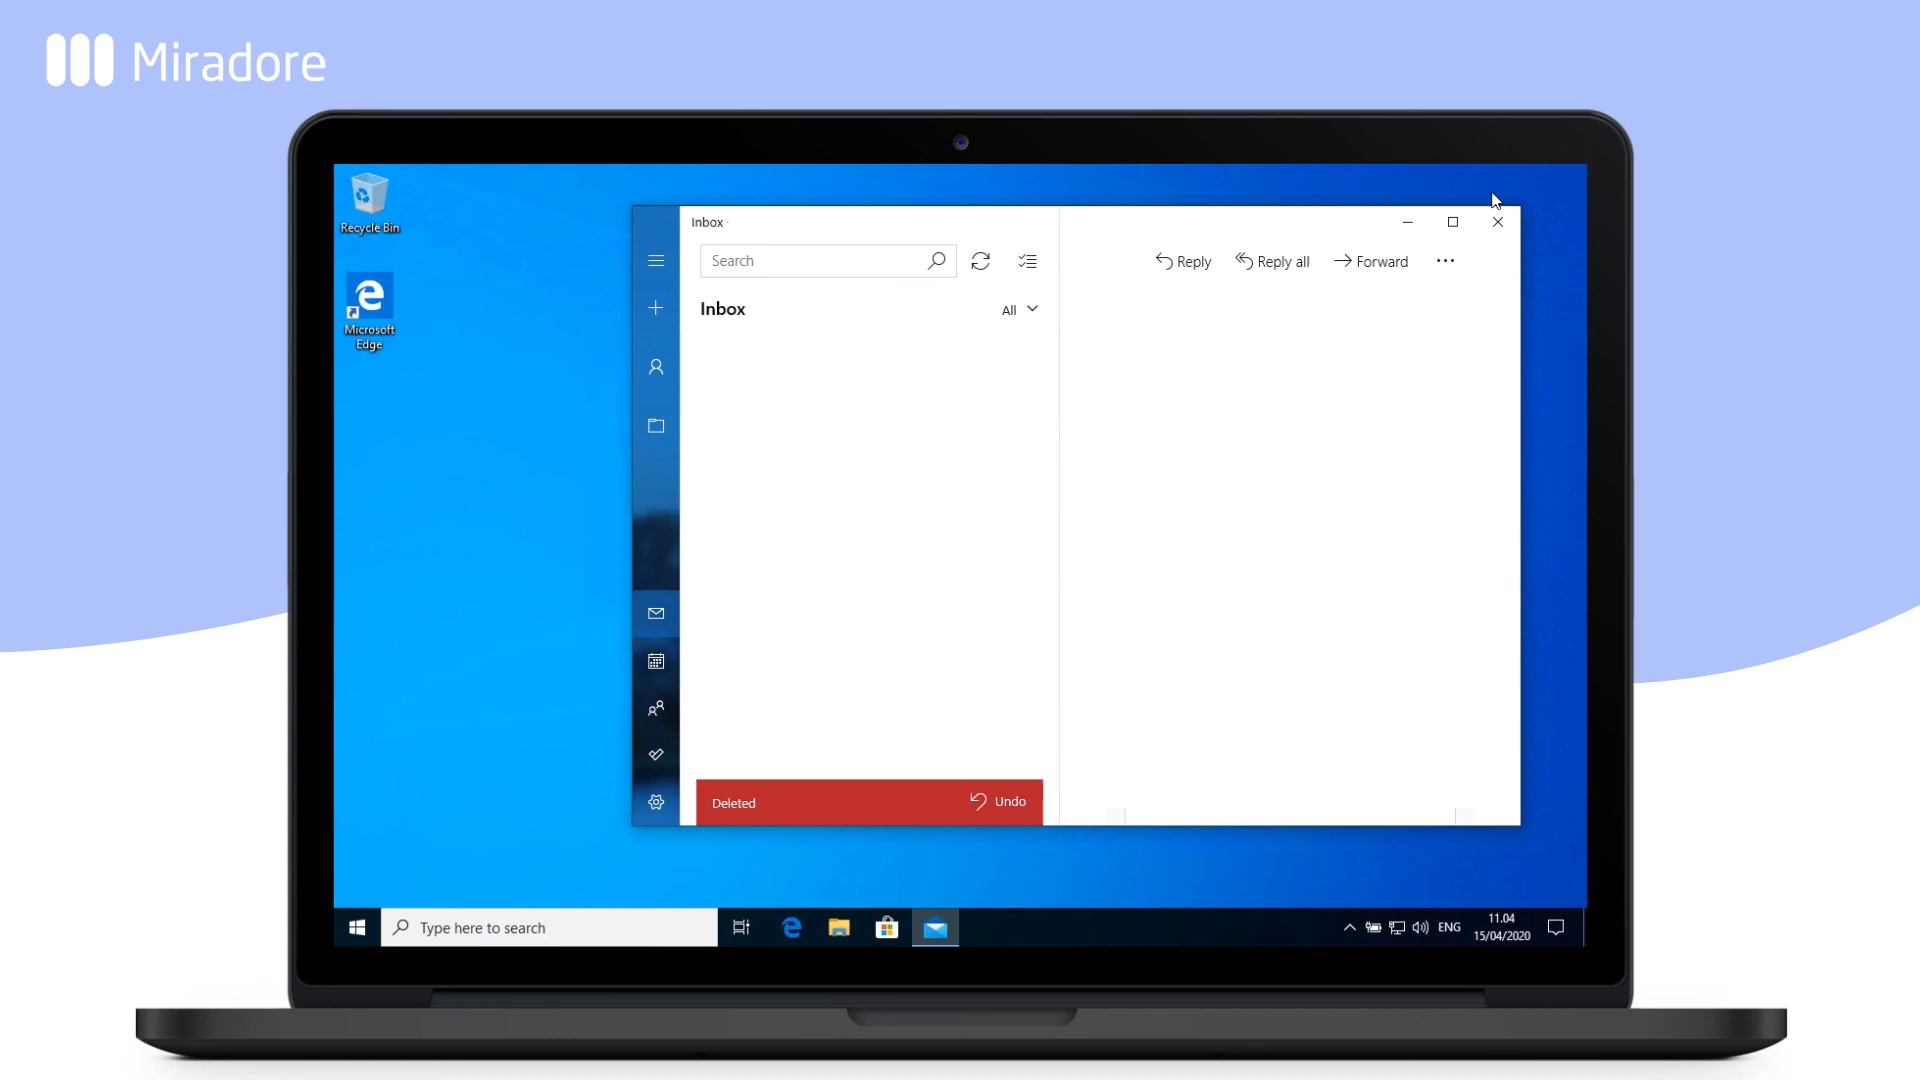 Miradore
Recycle Bin
Microsoft
Edge
Inbox ·
Search
Reply
Reply all
Forward
Inbox
All
Deleted
Undo
Type here to search
ENG
11.04
15/04/2020